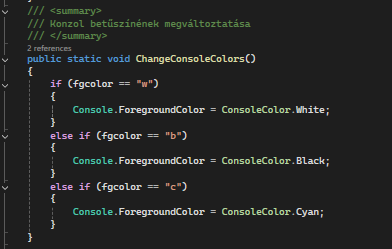 /// <summary>
/// Konzol betűszínének megváltoztatása
/// </summary>
2 references
public static void ChangeConsoleColors()
{
if (fgcolor == "w")
{
Console.ForegroundColor = ConsoleColor.White;
}
else if (fgcolor == "b")
{
Console.ForegroundColor = ConsoleColor.Black;
}
else if (fgcolor == "c")
{
Console.ForegroundColor = ConsoleColor.Cyan;
}
}